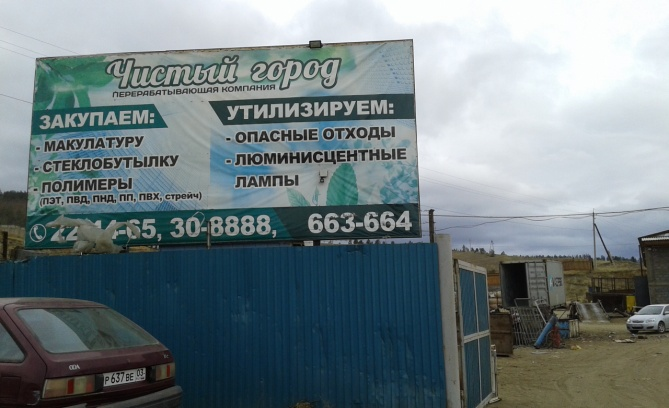 Чистый город
ПЕРЕРАБАТЫВАЮЩАЯ КОМПАНИЯ
ЗАКУПАЕМ:
- МАКУЛАТУРУ
- СТЕКЛОБУТЫЛКУ
- ПОЛИМЕРЫ
(ПЭТ, ПВД, ПНД, ПП, ПВХ, стрейч)
УТИЛИЗИРУЕМ:
- ОПАСНЫЕ ОТХОДЫ
- ЛЮМИНИСЦЕНТНЫЕ
ЛАМПЫ
30-8888, 663-664
Р 637 ВЕ 03